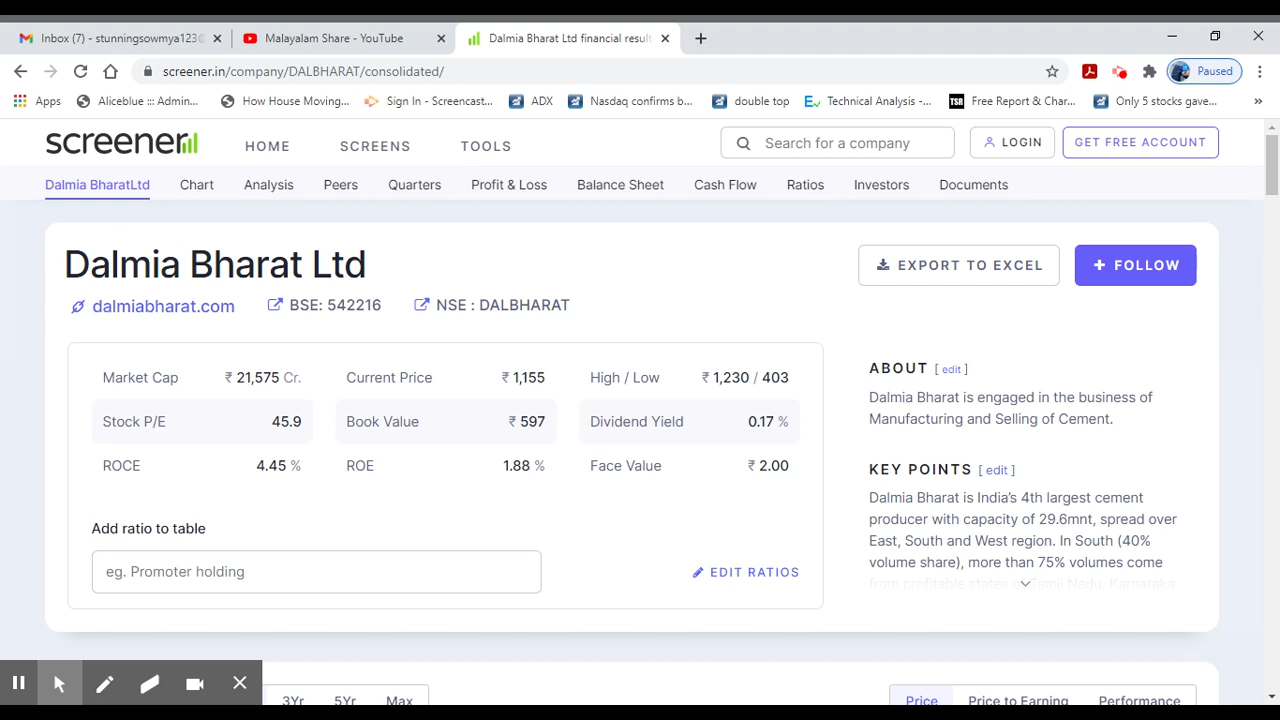 Inbox (7) - stunningsowmya123@
Malayalam Share - YouTube
Dalmia Bharat Ltd financial result
screener.in/company/DALBHARAT/consolidated/
Paused
Apps
Aliceblue ::: Admin...
How House Moving...
Sign In - Screencast...
ADX
Nasdaq confirms b...
double top
Technical Analysis -...
TSR
Free Report & Char...
Only 5 stocks gave...
»
screener
HOME
SCREENS
TOOLS
Search for a company
LOGIN
GET FREE ACCOUNT
Dalmia BharatLtd
Chart
Analysis
Peers
Quarters
Profit & Loss
Balance Sheet
Cash Flow
Ratios
Investors
Documents
Dalmia Bharat Ltd
EXPORT TO EXCEL
+ FOLLOW
dalmiabharat.com
BSE: 542216
NSE : DALBHARAT
Market Cap ₹ 21,575 Cr.
Current Price ₹ 1,155
High / Low ₹ 1,230 / 403
Stock P/E 45.9
Book Value ₹ 597
Dividend Yield 0.17 %
ROCE 4.45 %
ROE 1.88 %
Face Value ₹ 2.00
Add ratio to table
eg. Promoter holding
EDIT RATIOS
ABOUT [ edit ]
Dalmia Bharat is engaged in the business of
Manufacturing and Selling of Cement.
KEY POINTS [ edit ]
Dalmia Bharat is India's 4th largest cement
producer with capacity of 29.6mnt, spread over
East, South and West region. In South (40%
volume share), more than 75% volumes come
from profitable states of Tamil Nadu, Karnataka
3Yr
5Yr
Max
Price
Price to Earning
Performance